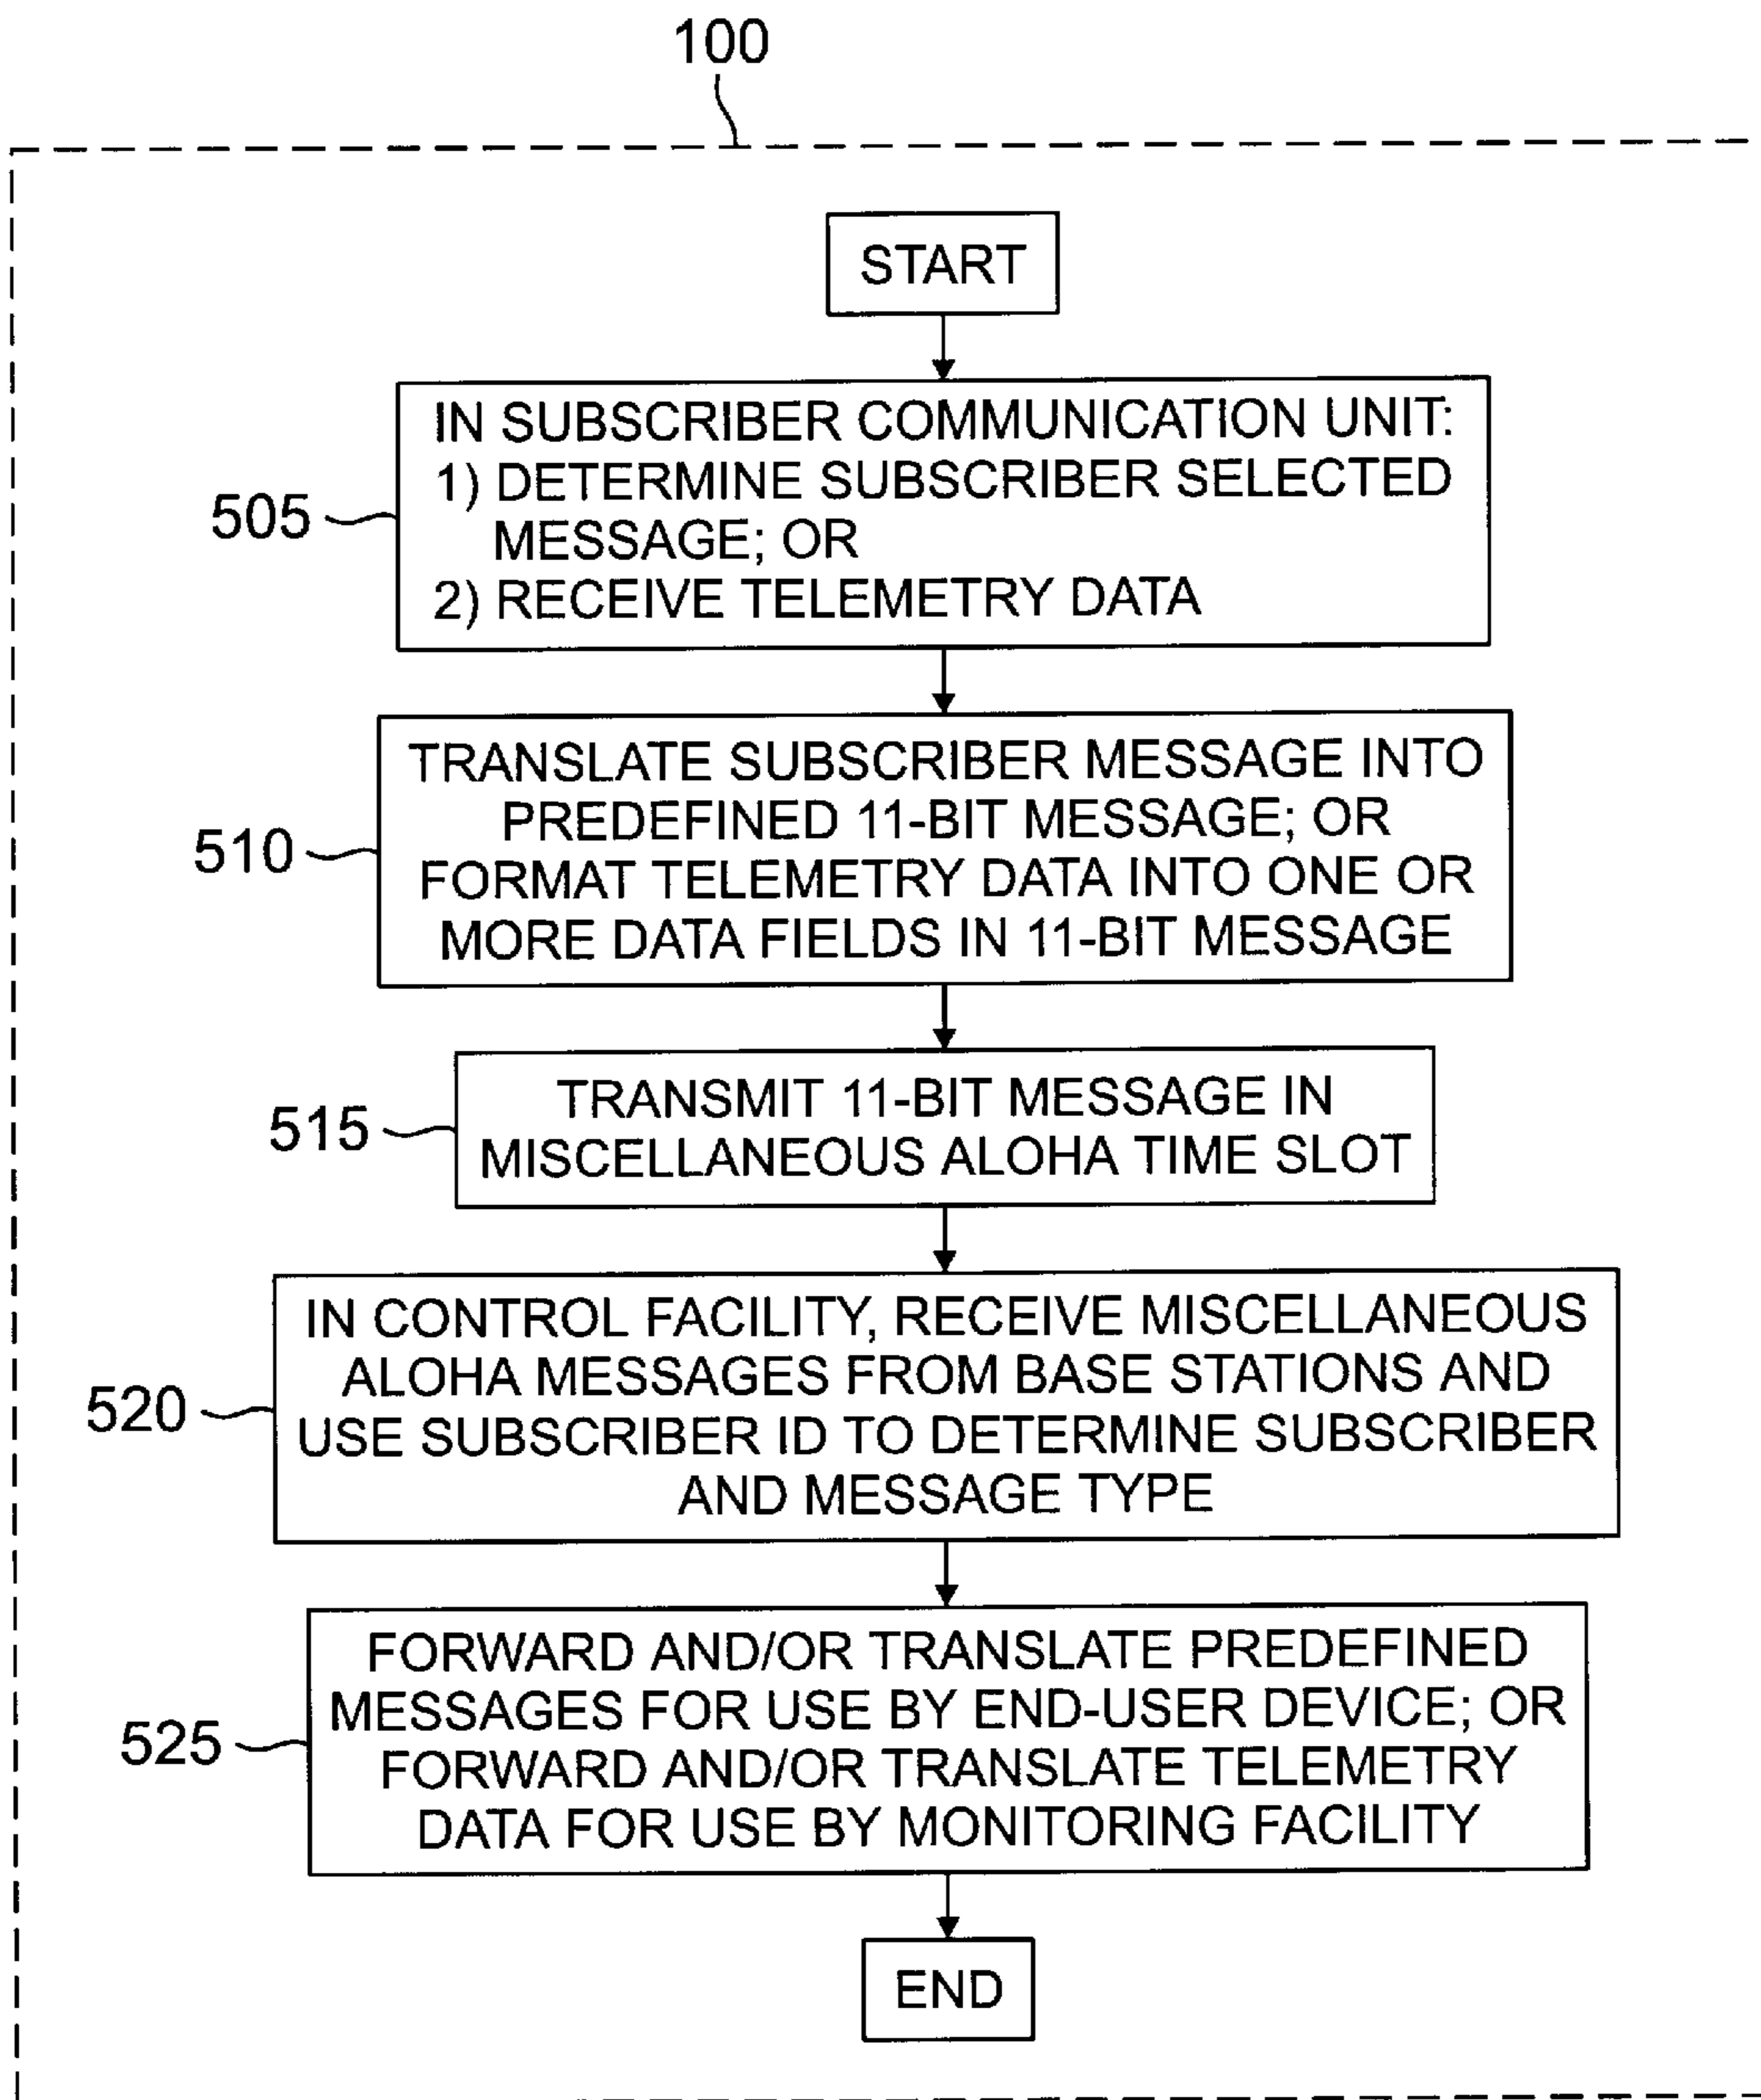 100
START
505
IN SUBSCRIBER COMMUNICATION UNIT:
1) DETERMINE SUBSCRIBER SELECTED
MESSAGE; OR
2) RECEIVE TELEMETRY DATA
510
TRANSLATE SUBSCRIBER MESSAGE INTO
PREDEFINED 11-BIT MESSAGE; OR
FORMAT TELEMETRY DATA INTO ONE OR
MORE DATA FIELDS IN 11-BIT MESSAGE
515
TRANSMIT 11-BIT MESSAGE IN
MISCELLANEOUS ALOHA TIME SLOT
520
IN CONTROL FACILITY, RECEIVE MISCELLANEOUS
ALOHA MESSAGES FROM BASE STATIONS AND
USE SUBSCRIBER ID TO DETERMINE SUBSCRIBER
AND MESSAGE TYPE
525
FORWARD AND/OR TRANSLATE PREDEFINED
MESSAGES FOR USE BY END-USER DEVICE; OR
FORWARD AND/OR TRANSLATE TELEMETRY
DATA FOR USE BY MONITORING FACILITY
END